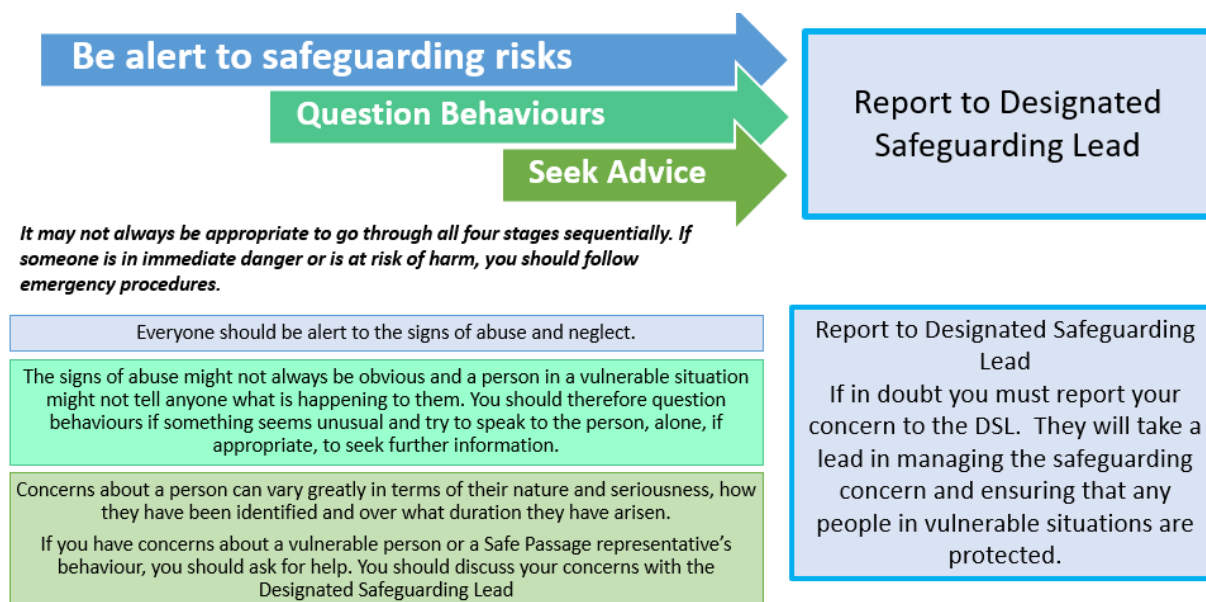 Be alert to safeguarding risks
Question Behaviours
Seek Advice
Report to Designated
Safeguarding Lead
It may not always be appropriate to go through all four stages sequentially. If
someone is in immediate danger or is at risk of harm, you should follow
emergency procedures.
Everyone should be alert to the signs of abuse and neglect.
The signs of abuse might not always be obvious and a person in a vulnerable situation
might not tell anyone what is happening to them. You should therefore question
behaviours if something seems unusual and try to speak to the person, alone, if
appropriate, to seek further information.
Concerns about a person can vary greatly in terms of their nature and seriousness, how
they have been identified and over what duration they have arisen.
If you have concerns about a vulnerable person or a Safe Passage representative's
behaviour, you should ask for help. You should discuss your concerns with the
Designated Safeguarding Lead
Report to Designated Safeguarding
Lead
If in doubt you must report your
concern to the DSL.  They will take a
lead in managing the safeguarding
concern and ensuring that any
people in vulnerable situations are
protected.